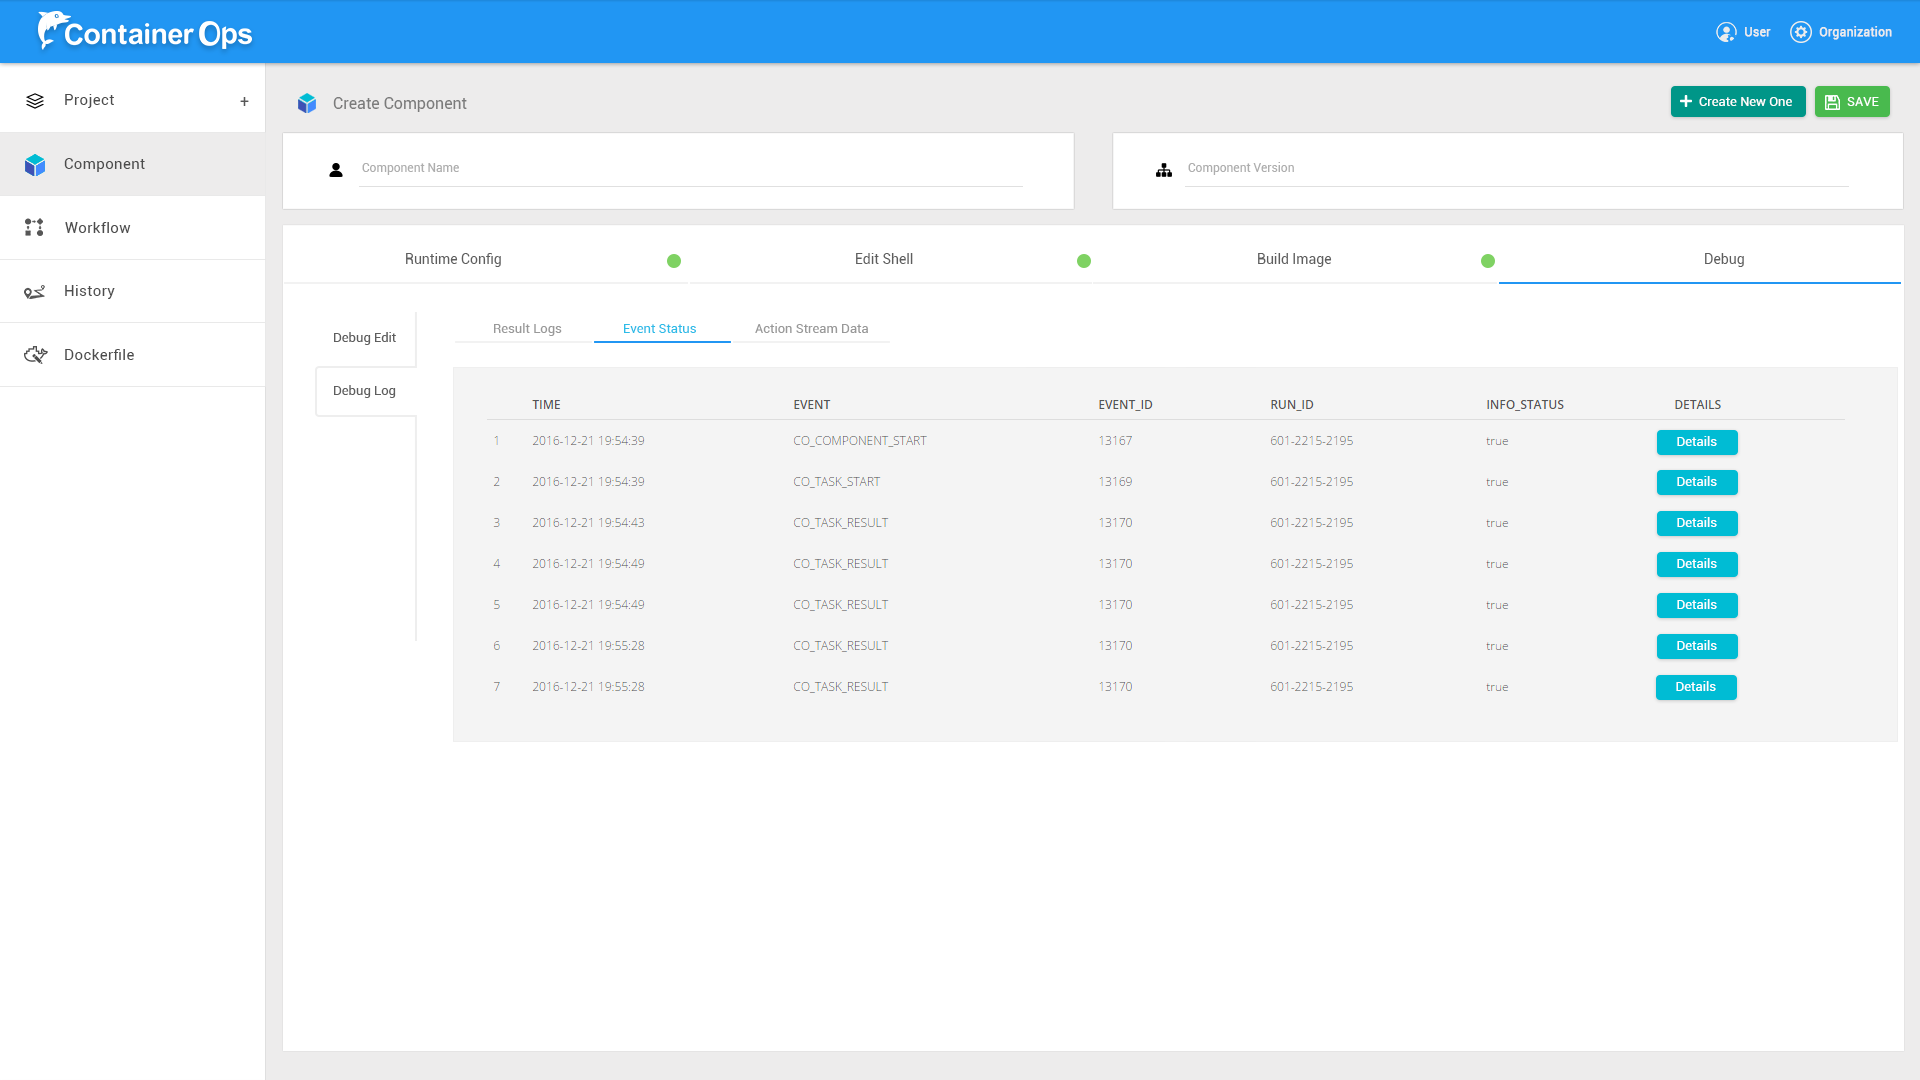 Container Ops
User
Organization
Project +
Component
Workflow
History
Dockerfile
Create Component
Create New One
SAVE
Component Name
Component Version
Runtime Config
Edit Shell
Build Image
Debug
Debug Edit
Debug Log
Result Logs
Event Status
Action Stream Data
TIME EVENT EVENT_ID RUN_ID INFO_STATUS DETAILS
1 2016-12-21 19:54:39 CO_COMPONENT_START 13167 601-2215-2195 true Details
2 2016-12-21 19:54:39 CO_TASK_START 13169 601-2215-2195 true Details
3 2016-12-21 19:54:43 CO_TASK_RESULT 13170 601-2215-2195 true Details
4 2016-12-21 19:54:49 CO_TASK_RESULT 13170 601-2215-2195 true Details
5 2016-12-21 19:54:49 CO_TASK_RESULT 13170 601-2215-2195 true Details
6 2016-12-21 19:55:28 CO_TASK_RESULT 13170 601-2215-2195 true Details
7 2016-12-21 19:55:28 CO_TASK_RESULT 13170 601-2215-2195 true Details